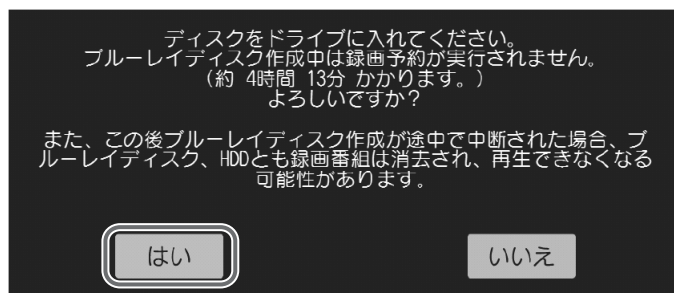 ディスクをドライブに入れてください。
ブルーレイディスク作成中は録画予約が実行されません。
（約 4時間 13分 かかります。）
よろしいですか？
また、この後ブルーレイディスク作成が途中で中断された場合、ブ
ルーレイディスク、HDDとも録画番組は消去され、再生できなくなる
可能性があります。
はい
いいえ